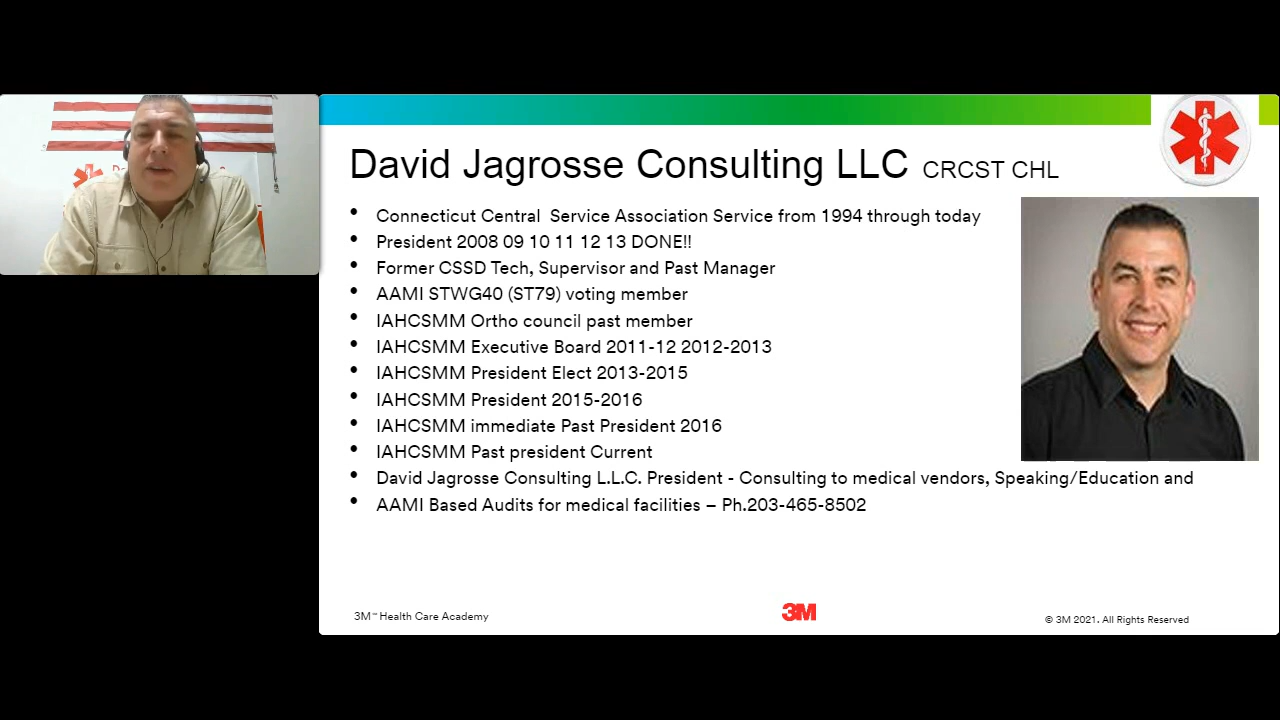 David Jagrosse Consulting LLC CRCST CHL
• Connecticut Central Service Association Service from 1994 through today
• President 2008 09 10 11 12 13 DONE!!
• Former CSSD Tech, Supervisor and Past Manager
• AAMI STWG40 (ST79) voting member
• IAHCSMM Ortho council past member
• IAHCSMM Executive Board 2011-12 2012-2013
• IAHCSMM President Elect 2013-2015
• IAHCSMM President 2015-2016
• IAHCSMM immediate Past President 2016
• IAHCSMM Past president Current
• David Jagrosse Consulting L.L.C. President - Consulting to medical vendors, Speaking/Education and
• AAMI Based Audits for medical facilities – Ph.203-465-8502
3M™ Health Care Academy
3M
© 3M 2021. All Rights Reserved